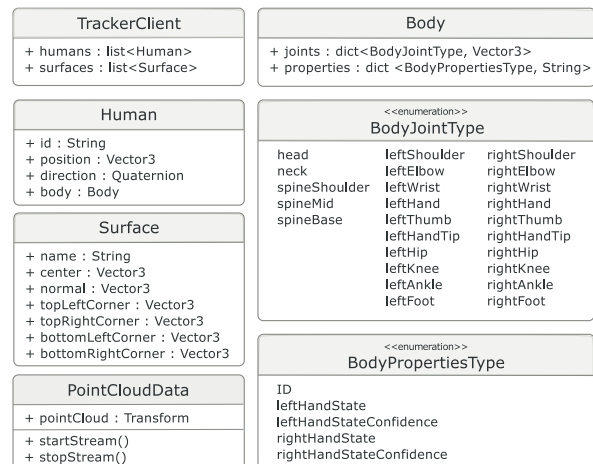 TrackerClient
+ humans : list<Human>
+ surfaces : list<Surface>
Human
+ id : String
+ position : Vector3
+ direction : Quaternion
+ body : Body
Surface
+ name : String
+ center : Vector3
+ normal : Vector3
+ topLeftCorner : Vector3
+ topRightCorner : Vector3
+ bottomLeftCorner : Vector3
+ bottomRightCorner : Vector3
PointCloudData
+ pointCloud : Transform
+ startStream()
+ stopStream()
Body
+ joints : dict<BodyJointType, Vector3>
+ properties : dict <BodyPropertiesType, String>
<<enumeration>>
BodyJointType
head leftShoulder rightShoulder
neck leftElbow rightElbow
spineShoulder leftWrist rightWrist
spineMid leftHand rightHand
spineBase leftThumb rightThumb
leftHandTip rightHandTip
leftHip rightHip
leftKnee rightKnee
leftAnkle rightAnkle
leftFoot rightFoot
<<enumeration>>
BodyPropertiesType
ID
leftHandState
leftHandStateConfidence
rightHandState
rightHandStateConfidence